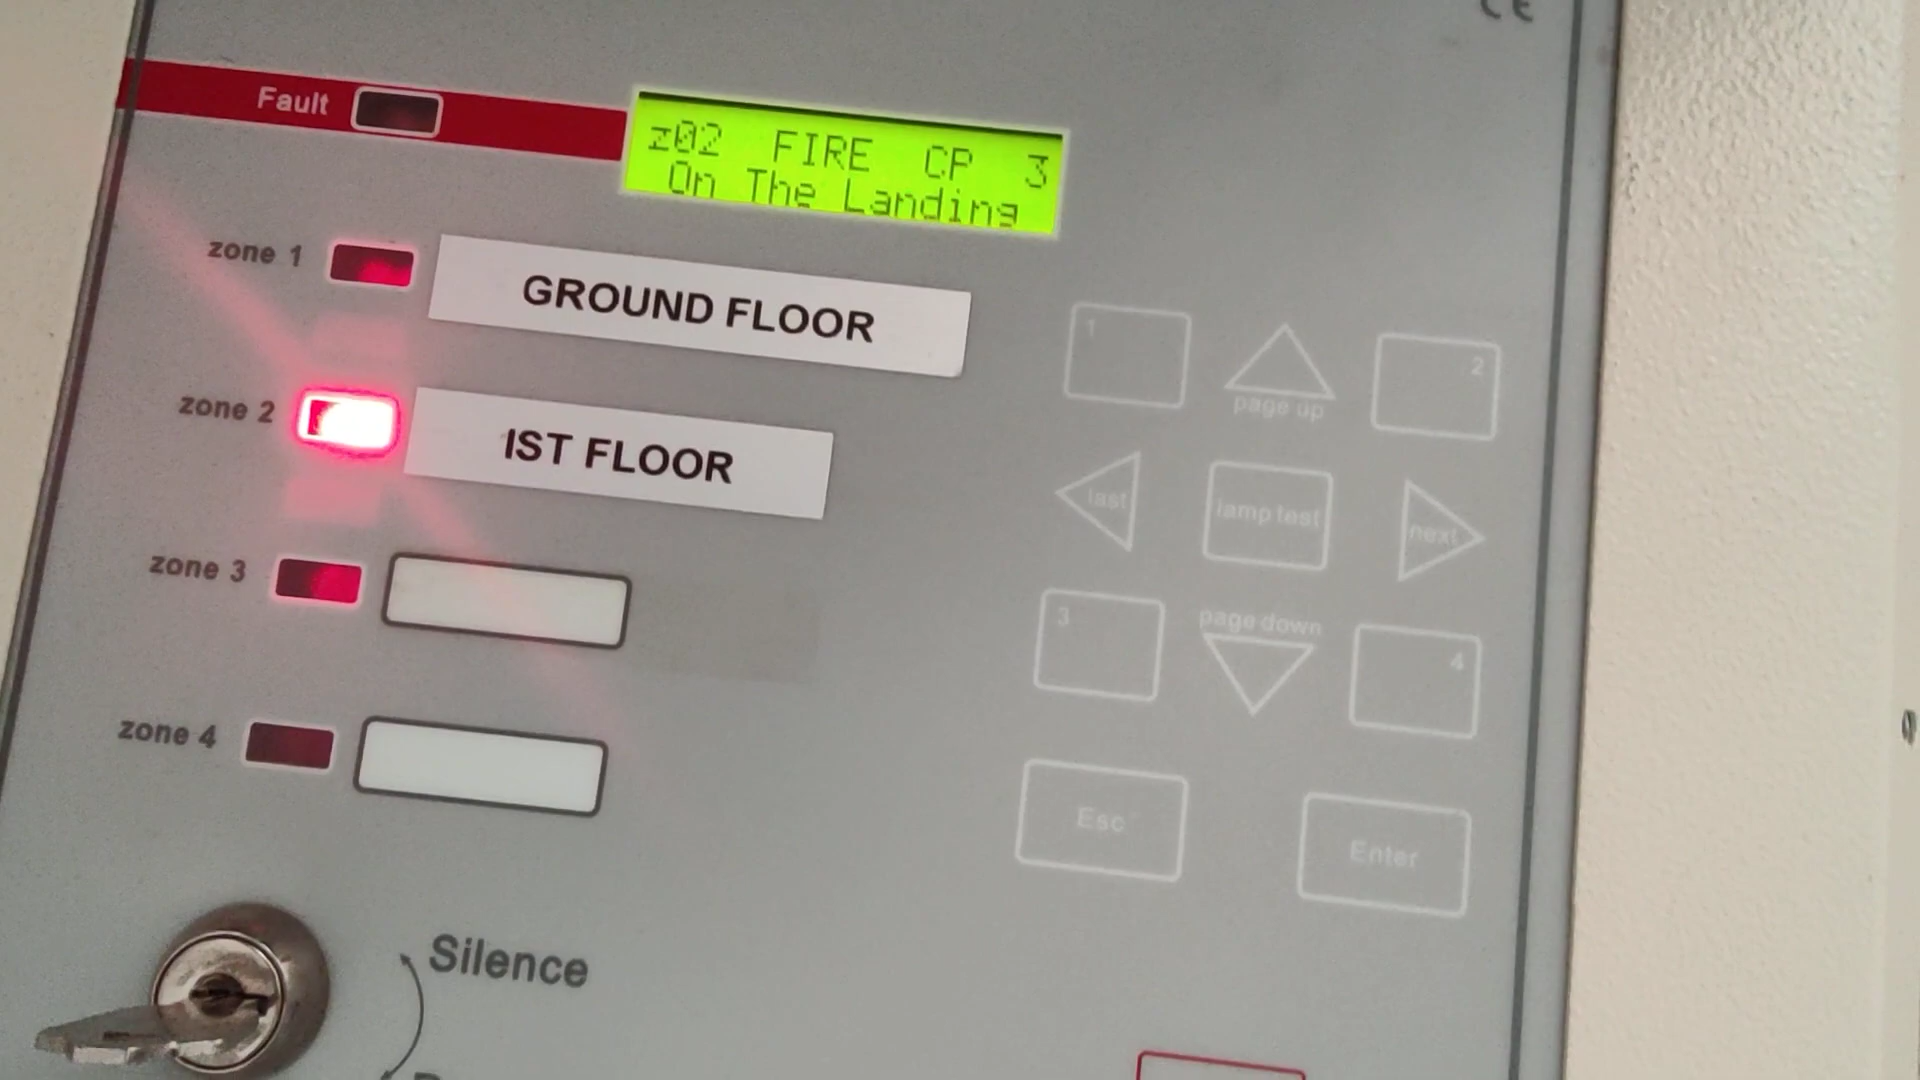 CE
Fault
z02 FIRE CP 3
On The Landing
zone 1
GROUND FLOOR
zone 2
IST FLOOR
zone 3
zone 4
1
page up
2
last
lamp test
next
3
page down
4
Esc
Enter
Silence